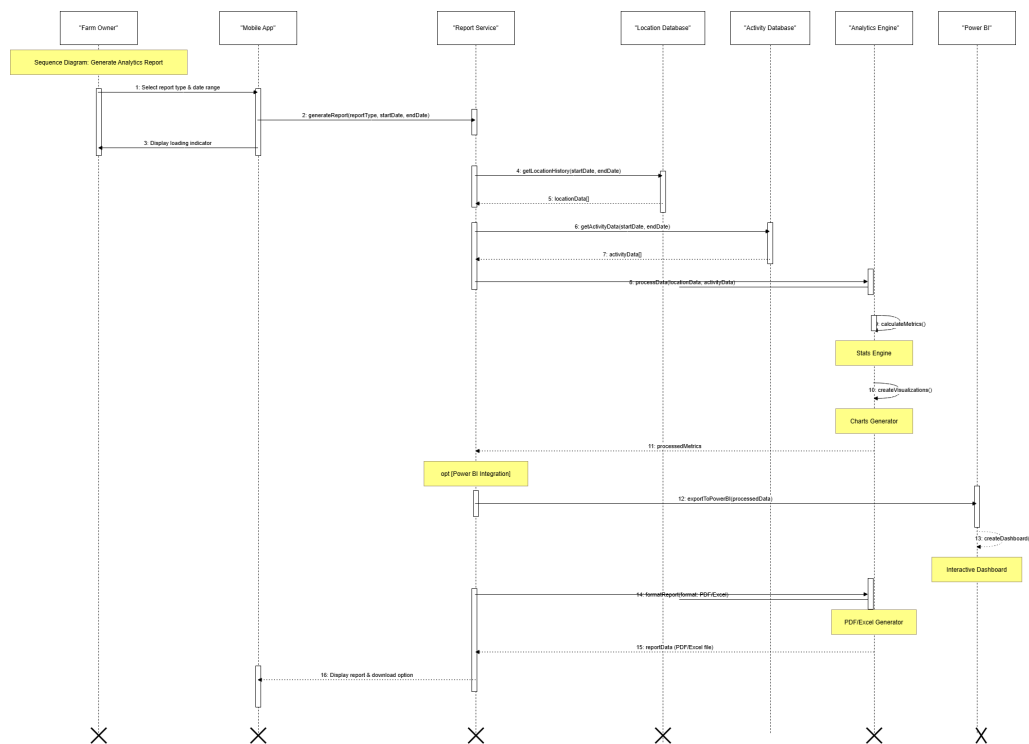 "Farm Owner"
"Mobile App"
"Report Service"
"Location Database"
"Activity Database"
"Analytics Engine"
"Power BI"
Sequence Diagram: Generate Analytics Report
1: Select report type & date range
2: generateReport(reportType, startDate, endDate)
3: Display loading indicator
4: getLocationHistory(startDate, endDate)
5: locationData[]
6: getActivityData(startDate, endDate)
7: activityData[]
8: processData(locationData, activityData)
calculateMetrics()
Stats Engine
10: createVisualizations()
Charts Generator
11: processedMetrics
opt [Power BI Integration]
12: exportToPowerBI(processedData)
13: createDashboard(
Interactive Dashboard
14: formatReport(format: PDF/Excel)
PDF/Excel Generator
15: reportData (PDF/Excel file)
16: Display report & download option